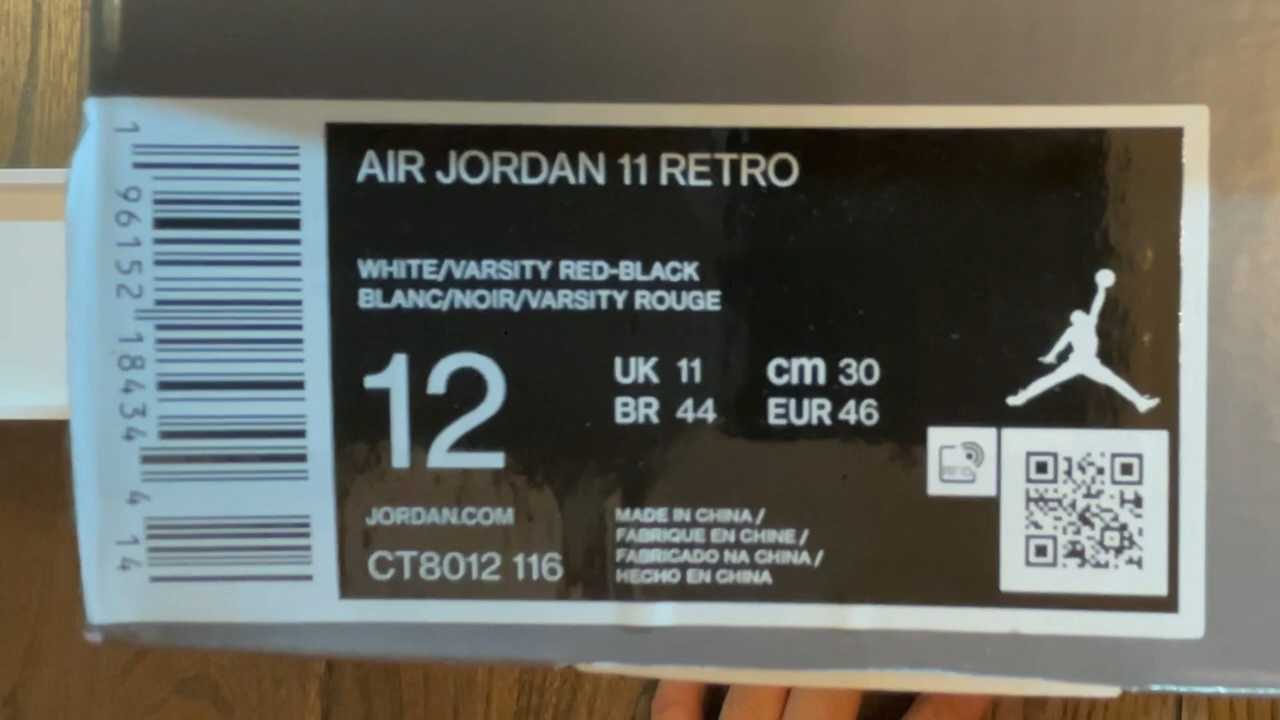 AIR JORDAN 11 RETRO
WHITE/VARSITY RED-BLACK
BLANC/NOIR/VARSITY ROUGE
12
UK 11
cm 30
BR 44
EUR 46
JORDAN.COM
CT8012 116
MADE IN CHINA /
FABRIQUE EN CHINE /
FABRICADO NA CHINA /
HECHO EN CHINA
RFID
1 96152 18434 4 14